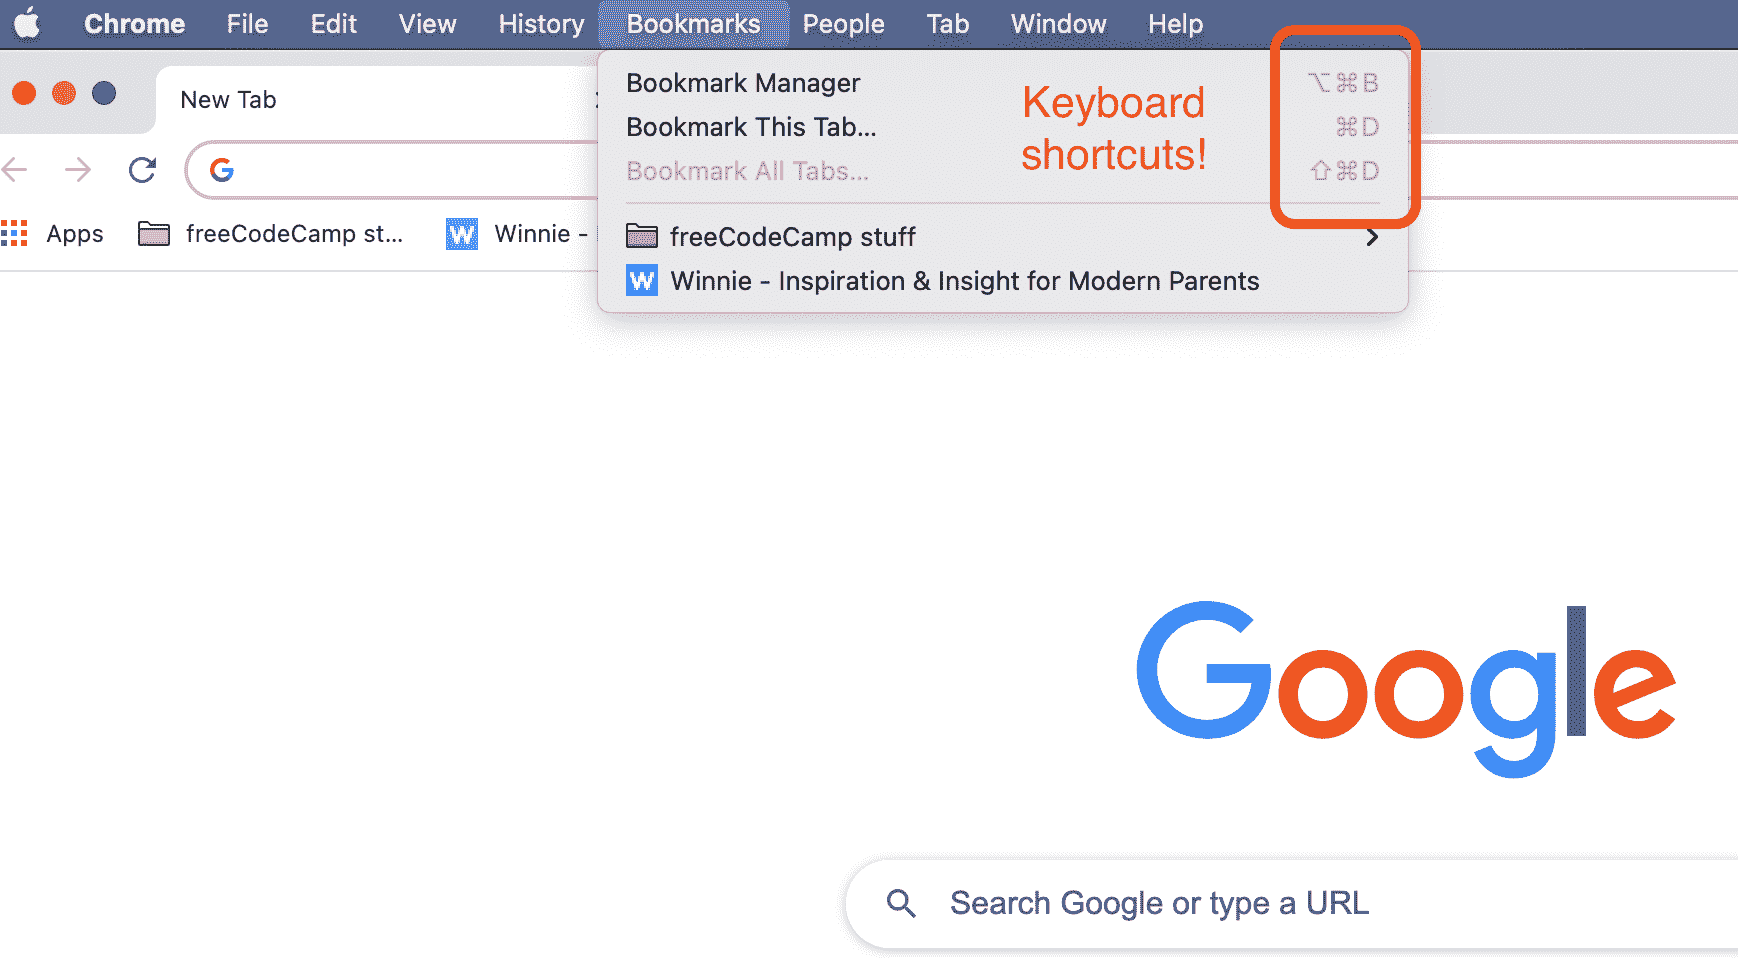 Chrome File Edit View History Bookmarks People Tab Window Help
New Tab
Bookmark Manager ⌥⌘B
Bookmark This Tab... ⌘D
Bookmark All Tabs... ⇧⌘D
Keyboard
shortcuts!
Apps freeCodeCamp st... Winnie -
freeCodeCamp stuff
Winnie - Inspiration & Insight for Modern Parents
Google
Search Google or type a URL